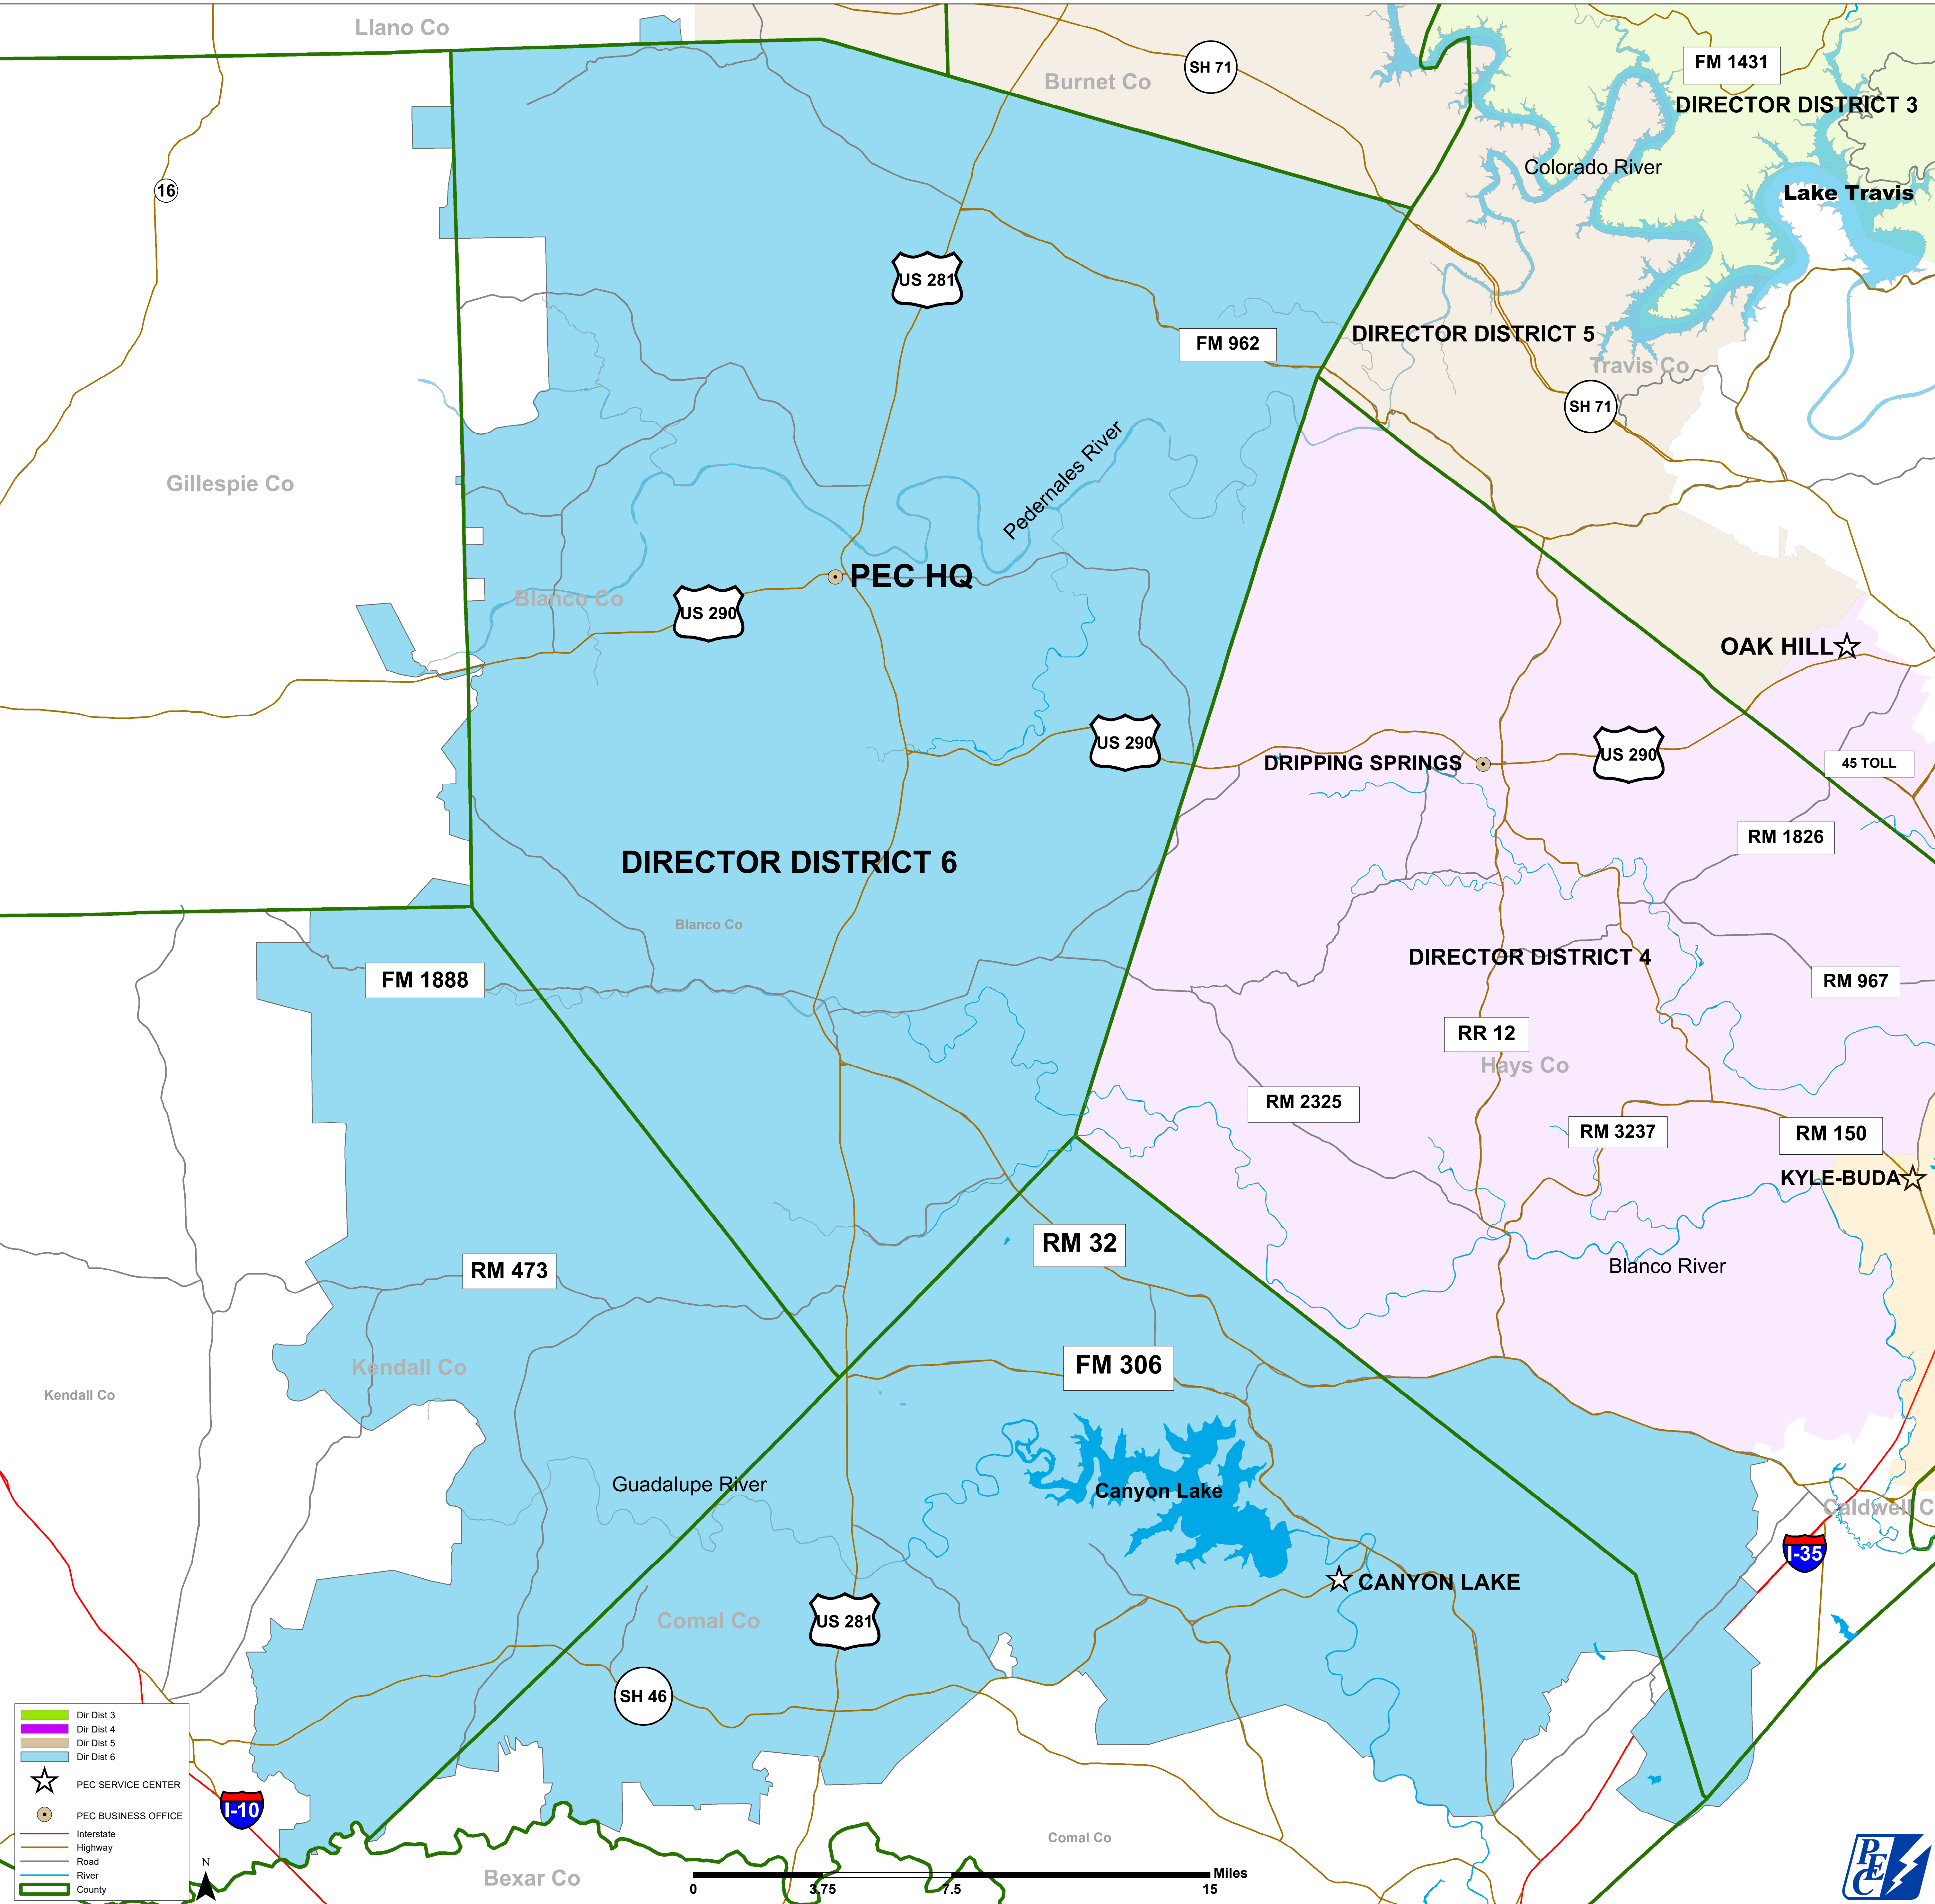 Llano Co
Burnet Co
SH 71
FM 1431
DIRECTOR DISTRICT 3
Colorado River
16
Lake Travis
US 281
DIRECTOR DISTRICT 5
FM 962
Travis Co
SH 71
Pedernales River
Gillespie Co
PEC HQ
Blanco Co
US 290
OAK HILL
US 290
DRIPPING SPRINGS
US 290
45 TOLL
RM 1826
DIRECTOR DISTRICT 6
Blanco Co
DIRECTOR DISTRICT 4
FM 1888
RM 967
RR 12
Hays Co
RM 2325
RM 3237
RM 150
KYLE-BUDA
RM 32
RM 473
Blanco River
Kendall Co
FM 306
Kendall Co
Guadalupe River
Canyon Lake
Caldwell C
I-35
CANYON LAKE
Comal Co
US 281
SH 46
Dir Dist 3
Dir Dist 4
Dir Dist 5
Dir Dist 6
PEC SERVICE CENTER
PEC BUSINESS OFFICE
Interstate
Highway
Road
River
County
I-10
N
Bexar Co
Comal Co
Miles
0 3.75 7.5 15
PEC